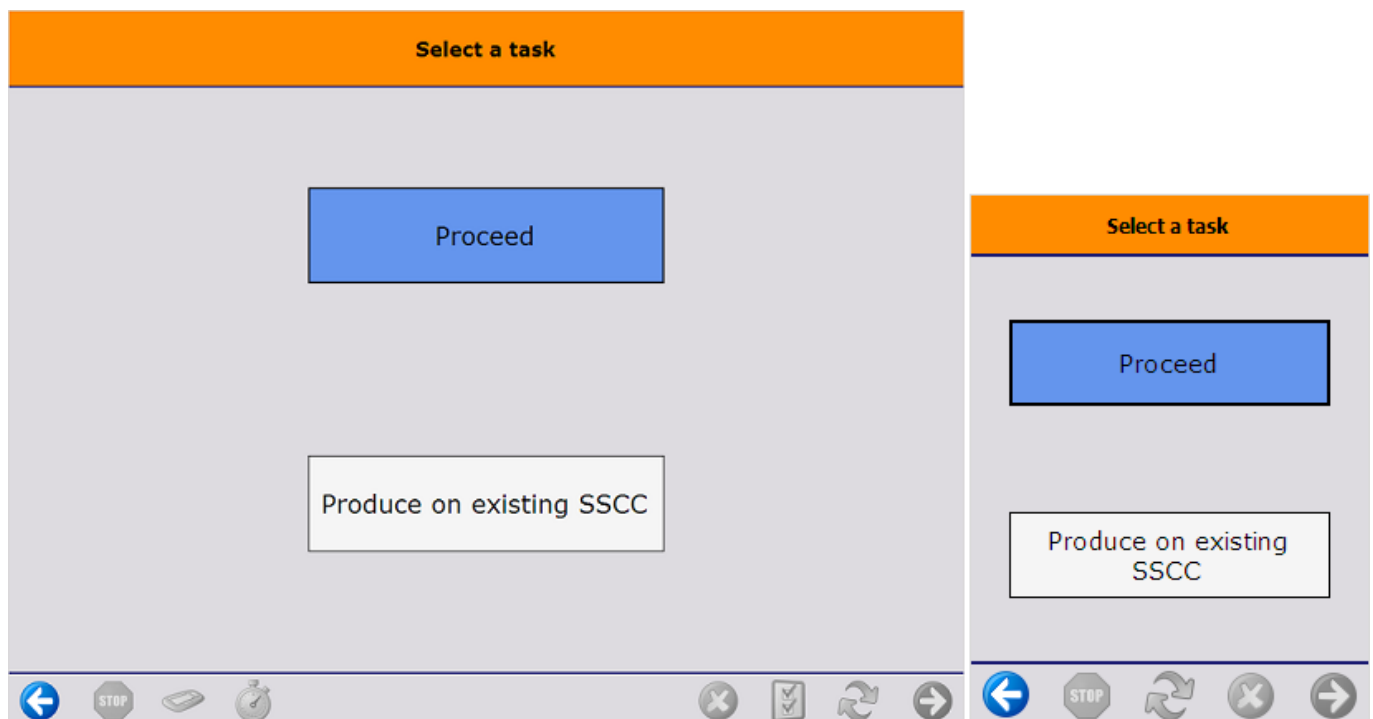 Select a task
Proceed
Produce on existing SSCC
STOP
Select a task
Proceed
Produce on existing
SSCC
STOP